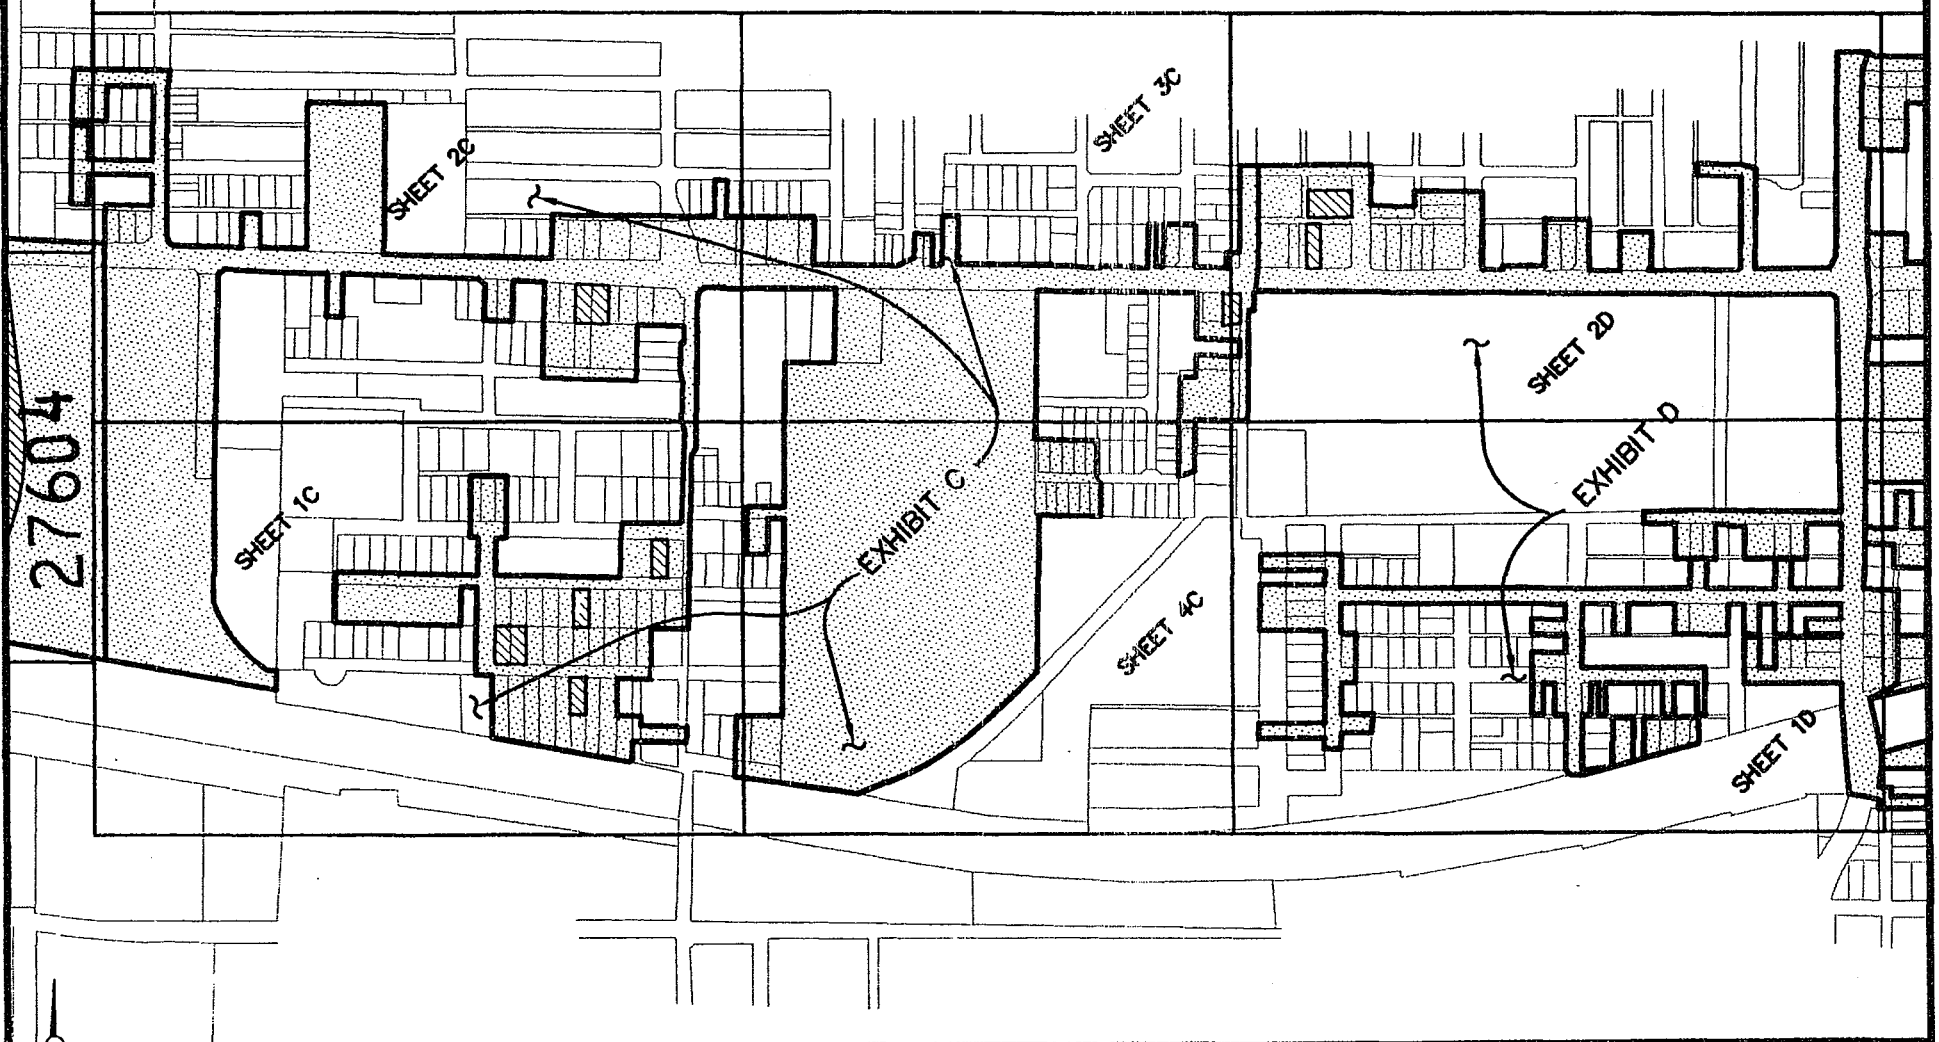 SHEET 3C
SHEET 2C
SHEET 2D
27604
EXHIBIT D
EXHIBIT C
SHEET 1C
SHEET 4C
SHEET 1D